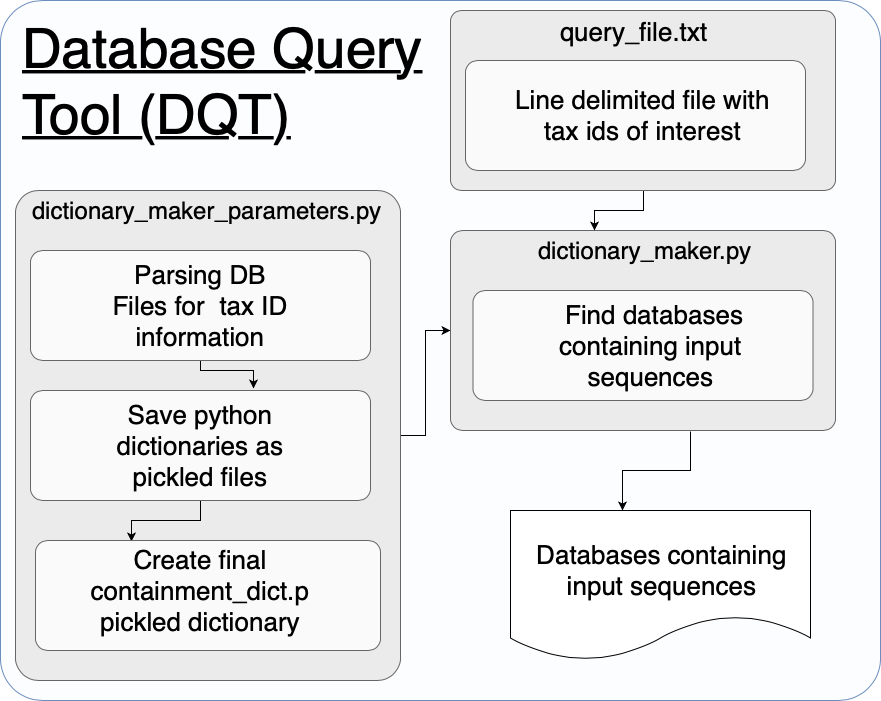 Database Query
Tool (DQT)
query_file.txt
Line delimited file with
tax ids of interest
dictionary_maker_parameters.py
Parsing DB
Files for  tax ID
information
Save python
dictionaries as
pickled files
Create final
containment_dict.p
pickled dictionary
dictionary_maker.py
Find databases
containing input
sequences
Databases containing
input sequences